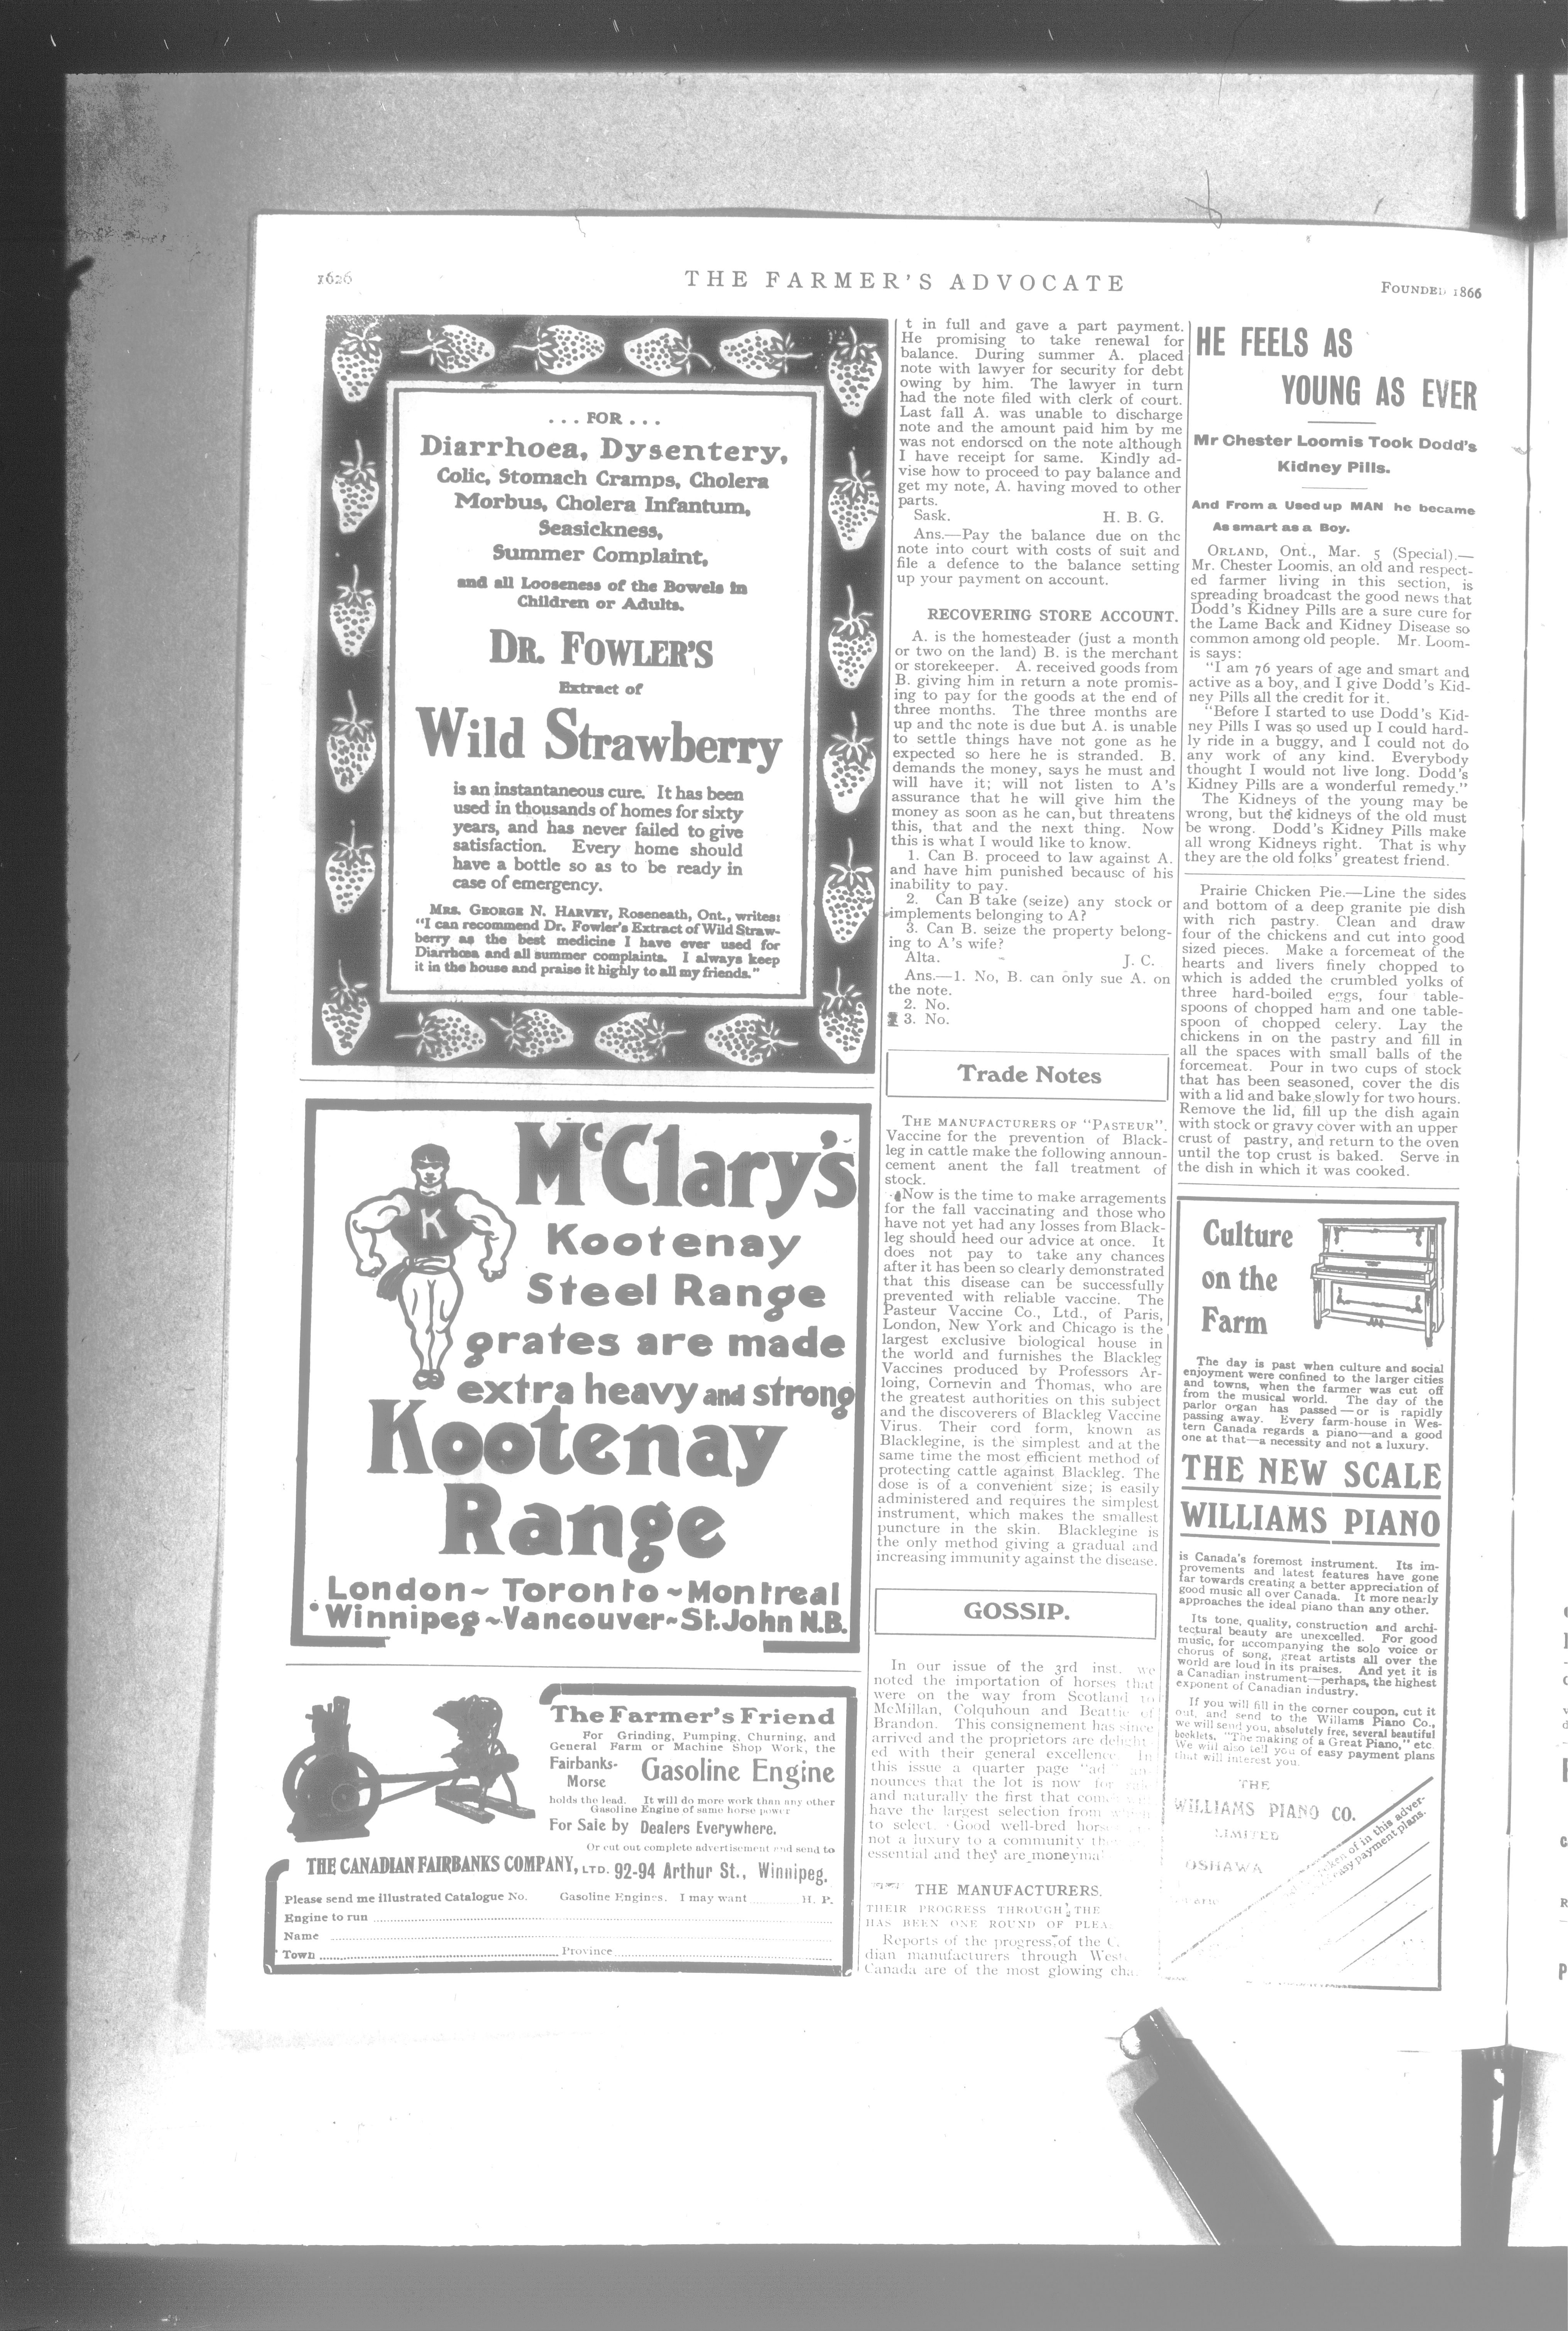 1626
THE FARMER'S ADVOCATE
FOUNDED 1866
...FOR...
Diarrhoea, Dysentery,
Colic, Stomach Cramps, Cholera
Morbus, Cholera Infantum,
Seasickness,
Summer Complaint,
and all Looseness of the Bowels in
Children or Adults.
DR. FOWLER'S
Extract of
Wild Strawberry
is an instantaneous cure. It has been
used in thousands of homes for sixty
years, and has never failed to give
satisfaction. Every home should
have a bottle so as to be ready in
case of emergency.
MRS. GEORGE N. HARVEY, Roseneath, Ont., writes:
"I can recommend Dr. Fowler's Extract of Wild Straw-
berry as the best medicine I have ever used for
Diarrhœa and all summer complaints. I always keep
it in the house and praise it highly to all my friends."
McClary's
K
Kootenay
Steel Range
grates are made
extra heavy and strong
Kootenay
Range
London~ Toronto~Montreal
Winnipeg~Vancouver~St.John N.B.
The Farmer's Friend
For Grinding, Pumping, Churning, and
General Farm or Machine Shop Work, the
Fairbanks-
Morse
Gasoline Engine
holds the lead. It will do more work than any other
Gasoline Engine of same horse power
For Sale by Dealers Everywhere.
Or cut out complete advertisement and send to
THE CANADIAN FAIRBANKS COMPANY, LTD. 92-94 Arthur St., Winnipeg.
Please send me illustrated Catalogue No. Gasoline Engines. I may want ............ H. P.
Engine to run
Name
Town ............ Province
t in full and gave a part payment.
He promising to take renewal for
balance. During summer A. placed
note with lawyer for security for debt
owing by him. The lawyer in turn
had the note filed with clerk of court.
Last fall A. was unable to discharge
note and the amount paid him by me
was not endorsed on the note although
I have receipt for same. Kindly ad-
vise how to proceed to pay balance and
get my note, A. having moved to other
parts.
Sask. H. B. G.
Ans.—Pay the balance due on the
note into court with costs of suit and
file a defence to the balance setting
up your payment on account.
RECOVERING STORE ACCOUNT.
A. is the homesteader (just a month
or two on the land) B. is the merchant
or storekeeper. A. received goods from
B. giving him in return a note promis-
ing to pay for the goods at the end of
three months. The three months are
up and the note is due but A. is unable
to settle things have not gone as he
expected so here he is stranded. B.
demands the money, says he must and
will have it; will not listen to A's
assurance that he will give him the
money as soon as he can, but threatens
this, that and the next thing. Now
this is what I would like to know.
1. Can B. proceed to law against A.
and have him punished because of his
inability to pay.
2. Can B take (seize) any stock or
implements belonging to A?
3. Can B. seize the property belong-
ing to A's wife?
Alta. J. C.
Ans.—1. No, B. can only sue A. on
the note.
2. No.
3. No.
Trade Notes
THE MANUFACTURERS OF "PASTEUR".
Vaccine for the prevention of Black-
leg in cattle make the following announ-
cement anent the fall treatment of
stock.
Now is the time to make arragements
for the fall vaccinating and those who
have not yet had any losses from Black-
leg should heed our advice at once. It
does not pay to take any chances
after it has been so clearly demonstrated
that this disease can be successfully
prevented with reliable vaccine. The
Pasteur Vaccine Co., Ltd., of Paris,
London, New York and Chicago is the
largest exclusive biological house in
the world and furnishes the Blackleg
Vaccines produced by Professors Ar-
loing, Cornevin and Thomas, who are
the greatest authorities on this subject
and the discoverers of Blackleg Vaccine
Virus. Their cord form, known as
Blacklegine, is the simplest and at the
same time the most efficient method of
protecting cattle against Blackleg. The
dose is of a convenient size; is easily
administered and requires the simplest
instrument, which makes the smallest
puncture in the skin. Blacklegine is
the only method giving a gradual and
increasing immunity against the disease.
GOSSIP.
In our issue of the 3rd inst. we
noted the importation of horses that
were on the way from Scotland to
McMillan, Colquhoun and Beattie of
Brandon. This consignement has since
arrived and the proprietors are delight-
ed with their general excellence. In
this issue a quarter page "ad" an-
nounces that the lot is now for sale
and naturally the first that come will
have the largest selection from which
to select. Good well-bred horse
not a luxury to a community
essential and they are
THE MANUFACTURERS.
THEIR PROGRESS THROUGH THE
HAS BEEN ONE ROUND OF
Reports of the progress of the
dian manufacturers through
Canada are of the most glowing
HE FEELS AS
YOUNG AS EVER
Mr Chester Loomis Took Dodd's
Kidney Pills.
And From a Used up MAN he became
As smart as a Boy.
ORLAND, Ont., Mar. 5 (Special).—
Mr. Chester Loomis, an old and respect-
ed farmer living in this section, is
spreading broadcast the good news that
Dodd's Kidney Pills are a sure cure for
the Lame Back and Kidney Disease so
common among old people. Mr. Loom-
is says:
"I am 76 years of age and smart and
active as a boy, and I give Dodd's Kid-
ney Pills all the credit for it.
"Before I started to use Dodd's Kid-
ney Pills I was so used up I could hard-
ly ride in a buggy, and I could not do
any work of any kind. Everybody
thought I would not live long. Dodd's
Kidney Pills are a wonderful remedy."
The Kidneys of the young may be
wrong, but the kidneys of the old must
be wrong. Dodd's Kidney Pills make
all wrong Kidneys right. That is why
they are the old folks' greatest friend.
Prairie Chicken Pie.—Line the sides
and bottom of a deep granite pie dish
with rich pastry. Clean and draw
four of the chickens and cut into good
sized pieces. Make a forcemeat of the
hearts and livers finely chopped to
which is added the crumbled yolks of
three hard-boiled eggs, four table-
spoons of chopped ham and one table-
spoon of chopped celery. Lay the
chickens in on the pastry and fill in
all the spaces with small balls of the
forcemeat. Pour in two cups of stock
that has been seasoned, cover the dis
with a lid and bake slowly for two hours.
Remove the lid, fill up the dish again
with stock or gravy cover with an upper
crust of pastry, and return to the oven
until the top crust is baked. Serve in
the dish in which it was cooked.
Culture
on the
Farm
The day is past when culture and social
enjoyment were confined to the larger cities
and towns, when the farmer was cut off
from the musical world. The day of the
parlor organ has passed—or is rapidly
passing away. Every farm-house in Wes-
tern Canada regards a piano—and a good
one at that—a necessity and not a luxury.
THE NEW SCALE
WILLIAMS PIANO
is Canada's foremost instrument. Its im-
provements and latest features have gone
far towards creating a better appreciation of
good music all over Canada. It more nearly
approaches the ideal piano than any other.
Its tone, quality, construction and archi-
tectural beauty are unexcelled. For good
music, for accompanying the solo voice or
chorus of song, great artists all over the
world are loud in its praises. And yet it is
a Canadian instrument—perhaps, the highest
exponent of Canadian industry.
If you will fill in the corner coupon, cut it
out, and send to the Willams Piano Co.,
we will send you, absolutely free, several beautiful
booklets. "The making of a Great Piano," etc
We will also tell you of easy payment plans
that will interest you.
THE
WILLIAMS PIANO CO.
LIMITED
OSHAWA
of in this adver-
easy payment plans.